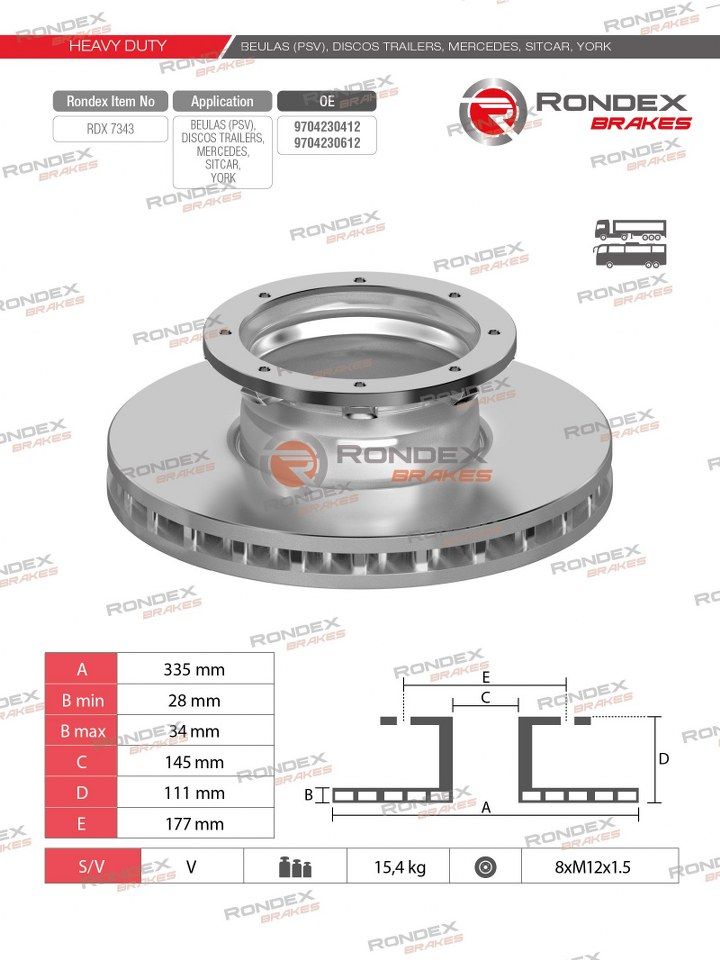 HEAVY DUTY
BEULAS (PSV), DISCOS TRAILERS, MERCEDES, SITCAR, YORK
Rondex Item No
Application
OE
RDX 7343
BEULAS (PSV),
DISCOS TRAILERS,
MERCEDES,
SITCAR,
YORK
9704230412
9704230612
RONDEX
BRAKES
RONDEX
BRAKES
A 335 mm
B min 28 mm
B max 34 mm
C 145 mm
D 111 mm
E 177 mm
E
C
D
B
A
S/V V 15,4 kg 8xM12x1.5